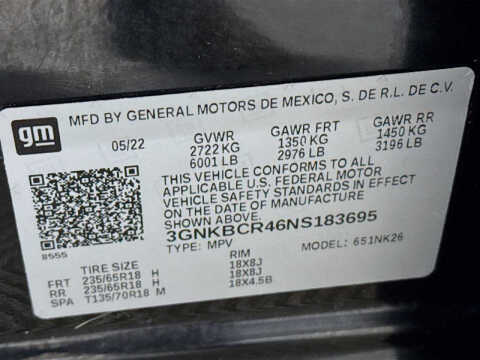 MFD BY GENERAL MOTORS DE MEXICO, S. DE R.L. DE C.V.
gm
05/22 GVWR GAWR FRT GAWR RR
2722 KG 1350 KG 1450 KG
6001 LB 2976 LB 3196 LB
THIS VEHICLE CONFORMS TO ALL
APPLICABLE U.S. FEDERAL MOTOR
VEHICLE SAFETY STANDARDS IN EFFECT
ON THE DATE OF MANUFACTURE
SHOWN ABOVE.
3GNKBCR46NS183695
TYPE: MPV MODEL: 651NK26
8555
TIRE SIZE RIM
FRT 235/65R18 H 18X8J
RR 235/65R18 H 18X8J
SPA T135/70R18 M 18X4.5B